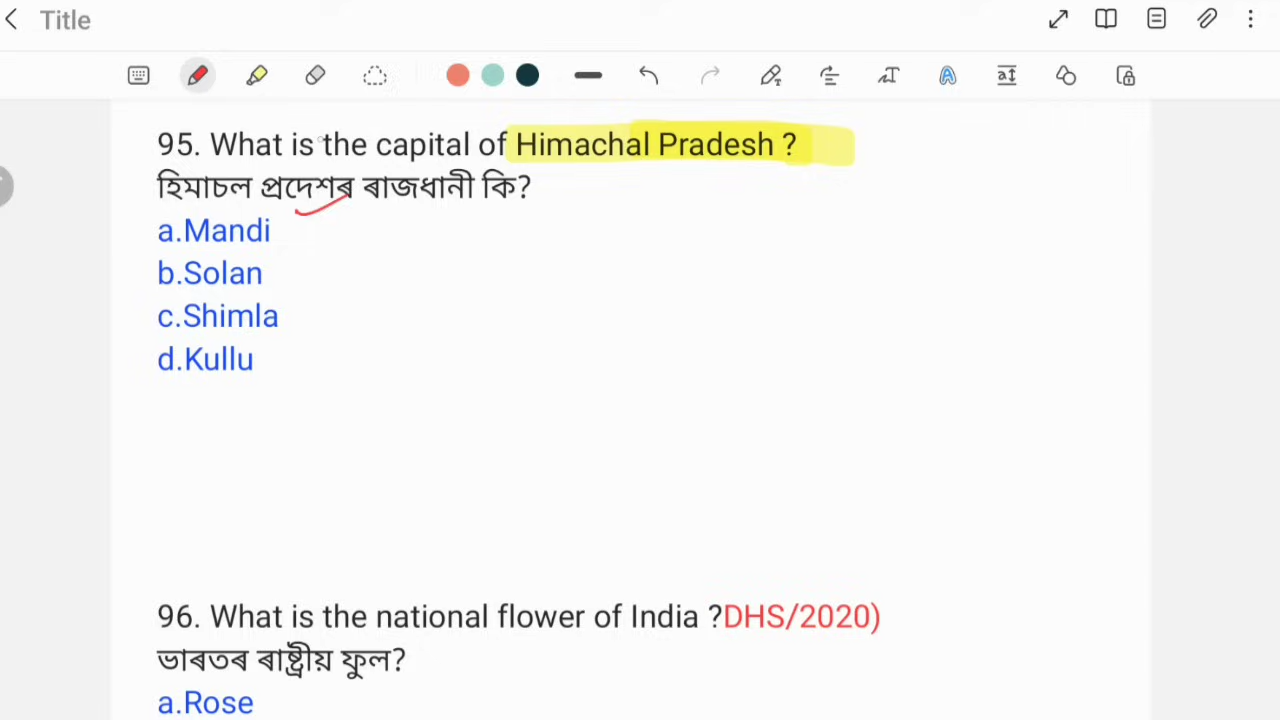 Title
95. What is the capital of Himachal Pradesh ?
হিমাচল প্ৰদেশৰ ৰাজধানী কি?
a.Mandi
b.Solan
c.Shimla
d.Kullu
96. What is the national flower of India ?DHS/2020)
ভাৰতৰ ৰাষ্ট্ৰীয় ফুল?
a.Rose